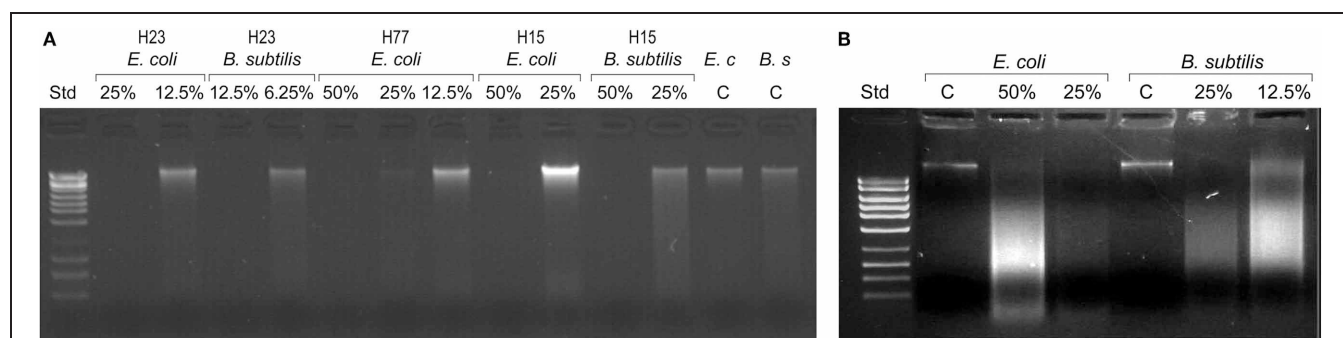 A H23 H23 H77 H15 H15
E. coli B. subtilis E. coli E. coli B. subtilis E. c B. s
Std 25% 12.5% 12.5% 6.25% 50% 25% 12.5% 50% 25% 50% 25% C C
B E. coli B. subtilis
Std C 50% 25% C 25% 12.5%